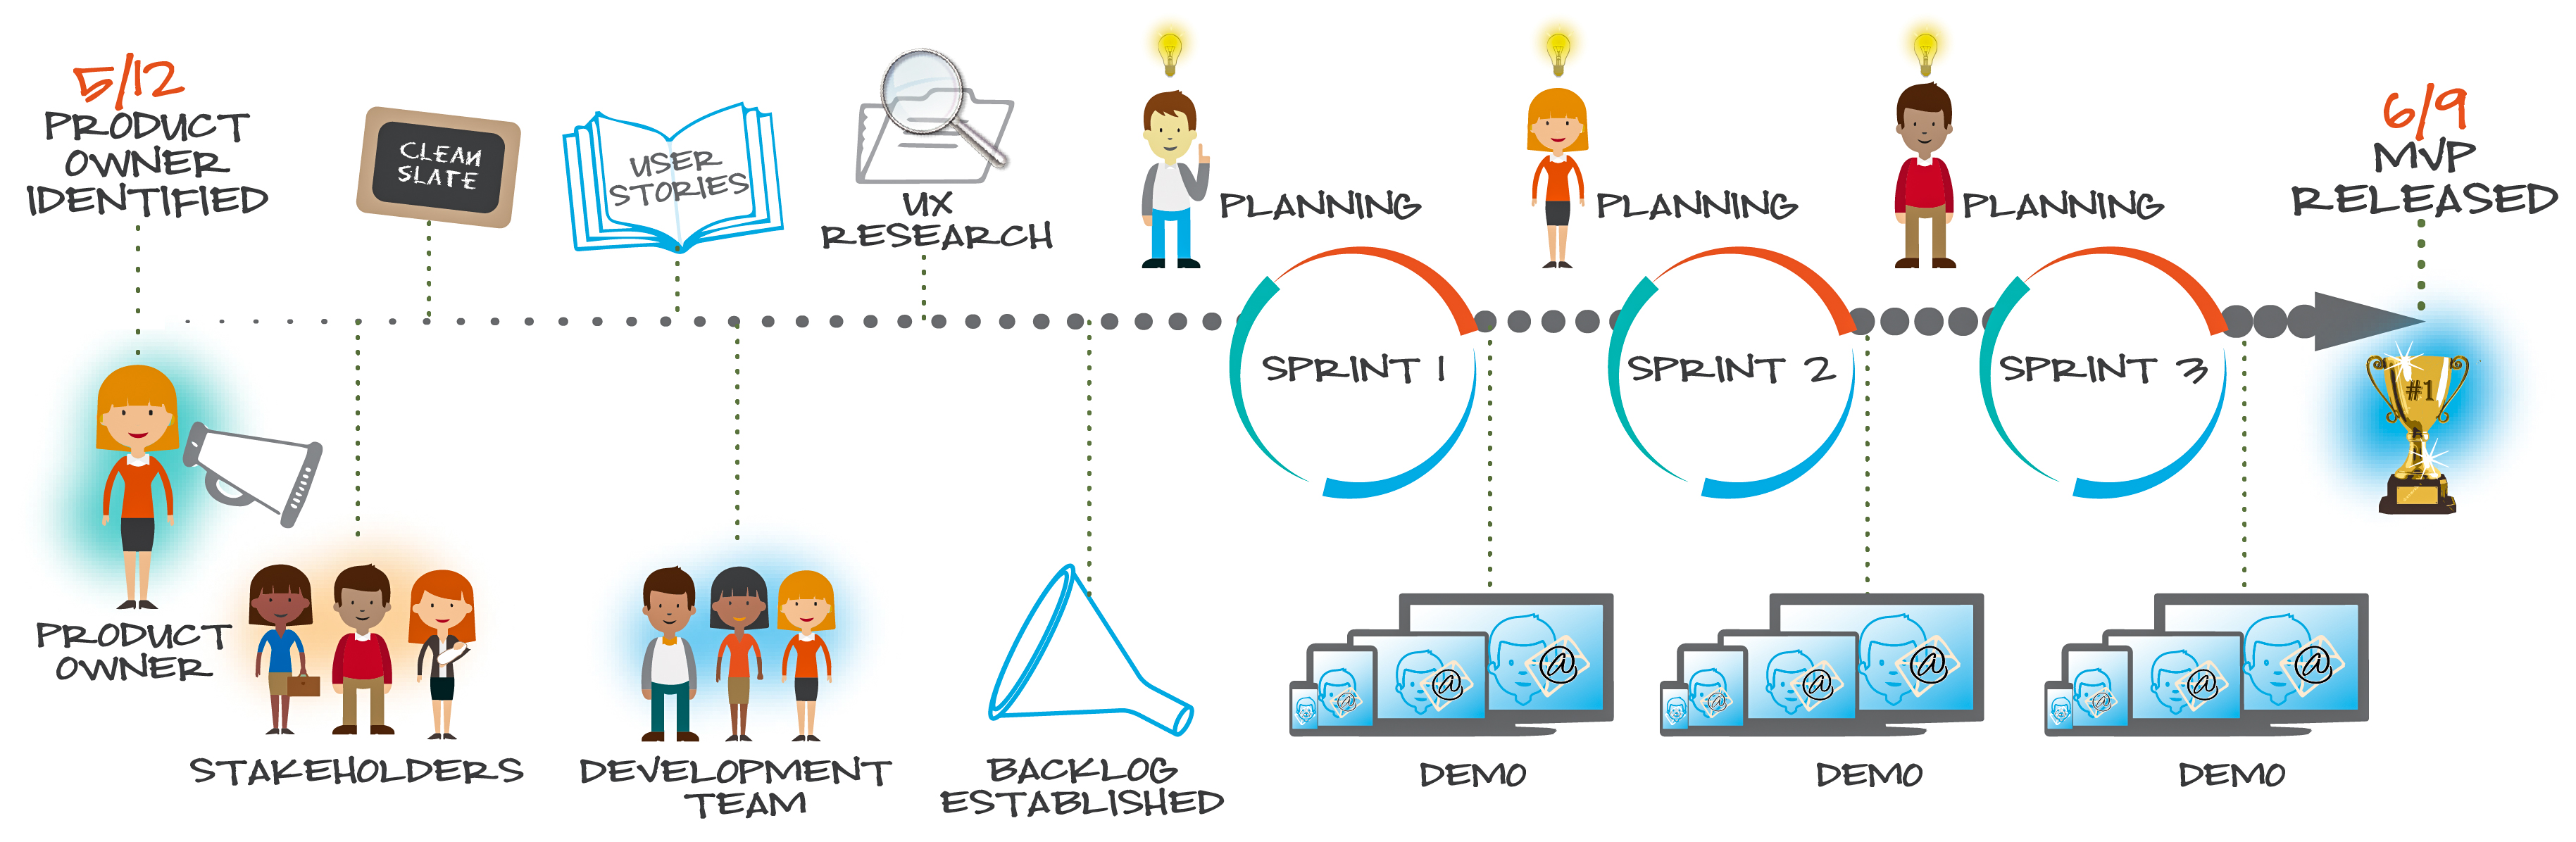 5/12
PRODUCT
OWNER
IDENTIFIED
CLEAN
SLATE
USER
STORIES
UX
RESEARCH
PLANNING
PLANNING
PLANNING
6/9
MVP
RELEASED
SPRINT 1
SPRINT 2
SPRINT 3
#1
PRODUCT
OWNER
STAKEHOLDERS
DEVELOPMENT
TEAM
BACKLOG
ESTABLISHED
@ @ @
@ @ @
@ @ @
DEMO
DEMO
DEMO